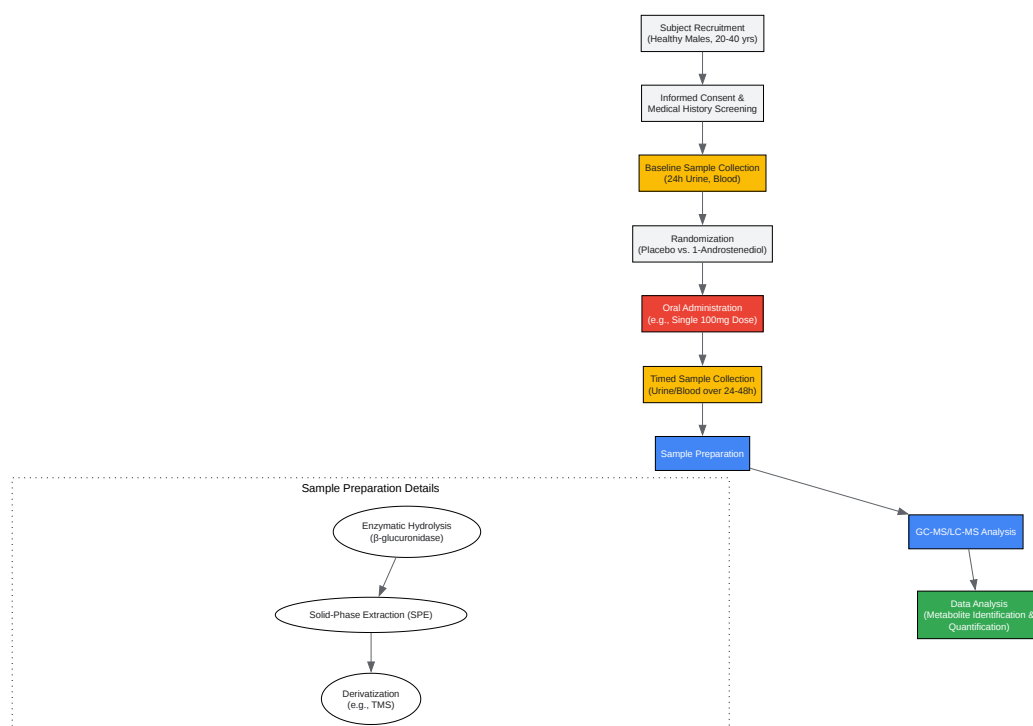 Subject Recruitment
(Healthy Males, 20-40 yrs)
Informed Consent &
Medical History Screening
Baseline Sample Collection
(24h Urine, Blood)
Randomization
(Placebo vs. 1-Androstenediol)
Oral Administration
(e.g., Single 100mg Dose)
Timed Sample Collection
(Urine/Blood over 24-48h)
Sample Preparation
Sample Preparation Details
Enzymatic Hydrolysis
(β-glucuronidase)
Solid-Phase Extraction (SPE)
Derivatization
(e.g., TMS)
GC-MS/LC-MS Analysis
Data Analysis
(Metabolite Identification &
Quantification)